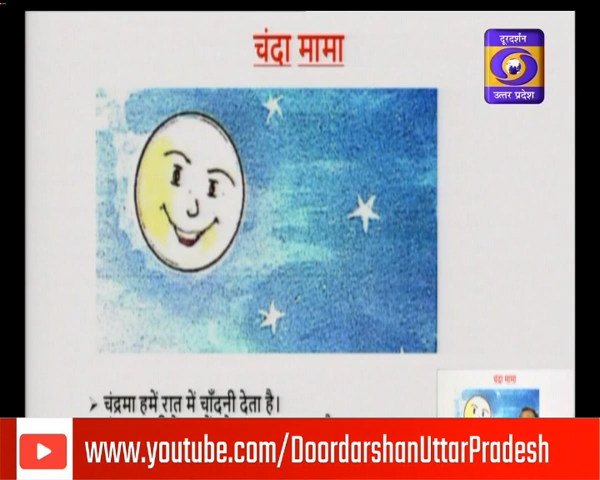 चंदा मामा
दूरदर्शन
उत्तर प्रदेश
चंद्रमा हमें रात में चाँदनी देता है।
चंदा मामा
www.youtube.com/DoordarshanUttarPradesh